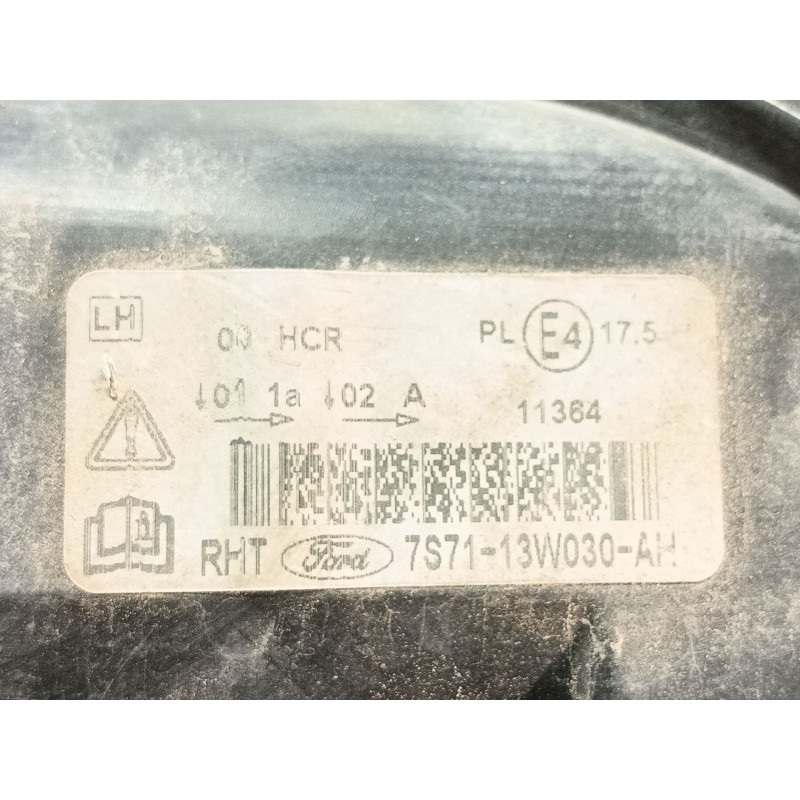 LH
00 HCR PL E4 17.5
01 1a 02 A 11364
RHT Ford 7S71-13W030-AH